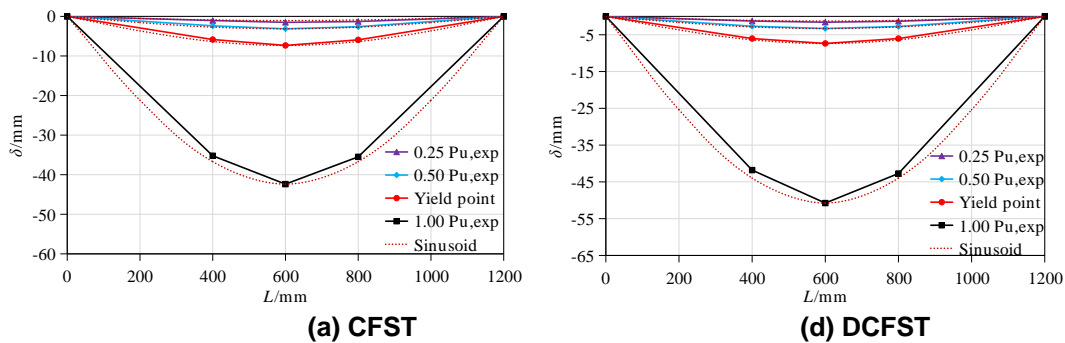 0
-10
-20
-30
-40
-50
-60
δ/mm
0.25 Pu,exp
0.50 Pu,exp
Yield point
1.00 Pu,exp
Sinusoid
0 200 400 600 800 1000 1200
L/mm
(a) CFST
-5
-15
-25
-35
-45
-55
-65
δ/mm
0.25 Pu,exp
0.50 Pu,exp
Yield point
1.00 Pu,exp
Sinusoid
0 200 400 600 800 1000 1200
L/mm
(d) DCFST